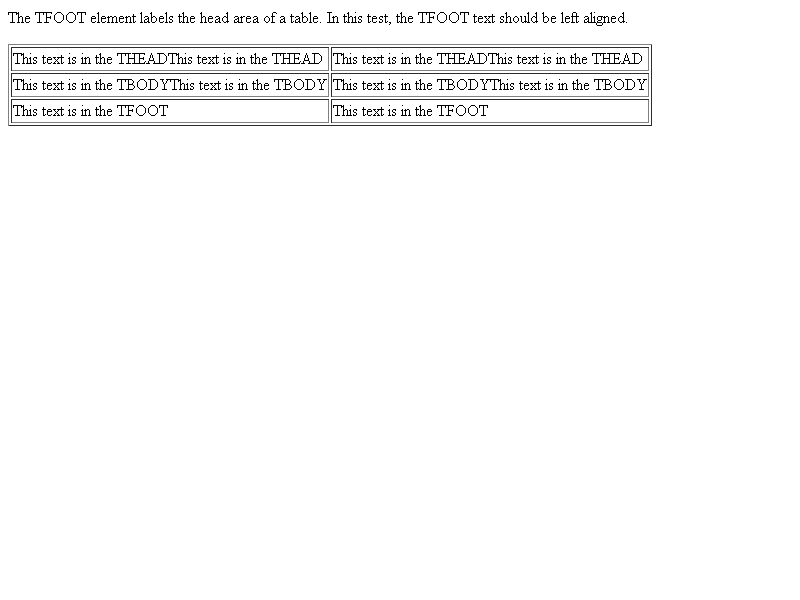 The TFOOT element labels the head area of a table. In this test, the TFOOT text should be left aligned.
This text is in the THEADThis text is in the THEAD This text is in the THEADThis text is in the THEAD
This text is in the TBODYThis text is in the TBODY This text is in the TBODYThis text is in the TBODY
This text is in the TFOOT This text is in the TFOOT